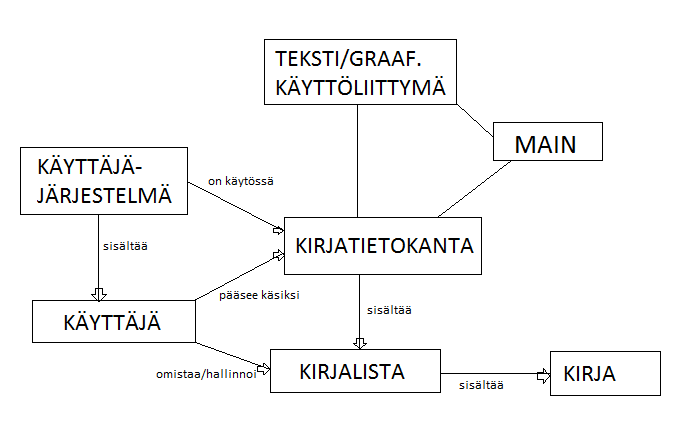 TEKSTI/GRAAF.
KÄYTTÖLIITTYMÄ
MAIN
KÄYTTÄJÄ-
JÄRJESTELMÄ
on käytössä
sisältää
KIRJATIETOKANTA
pääsee käsiksi
KÄYTTÄJÄ
sisältää
omistaa/hallinnoi
KIRJALISTA
sisältää
KIRJA